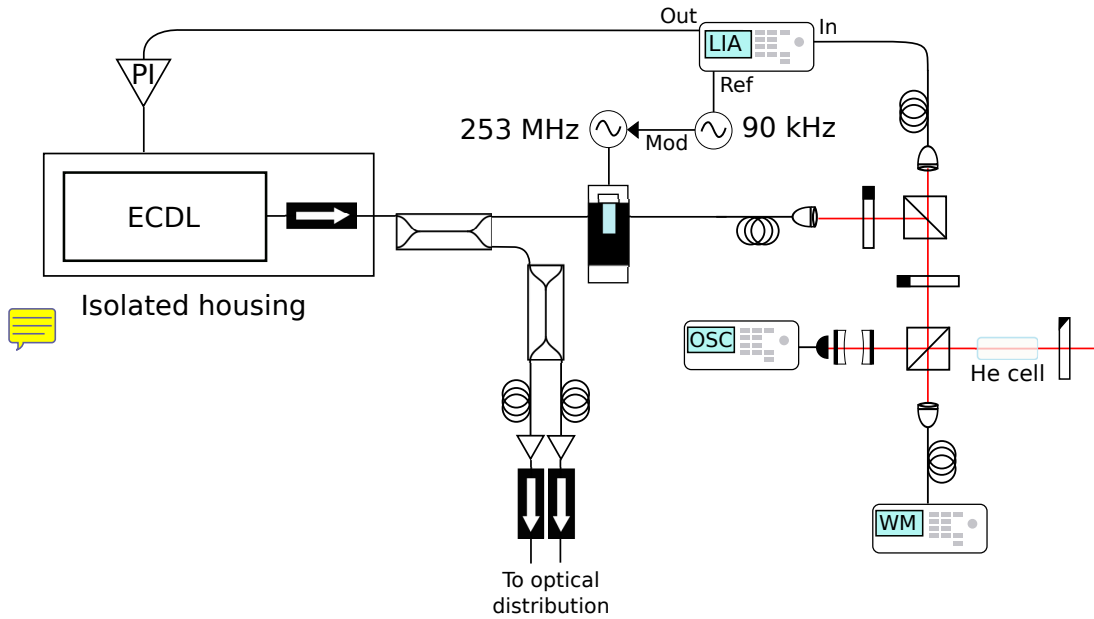 Out
LIA
In
PI
Ref
253 MHz
90 kHz
Mod
ECDL
Isolated housing
OSC
He cell
WM
To optical
distribution